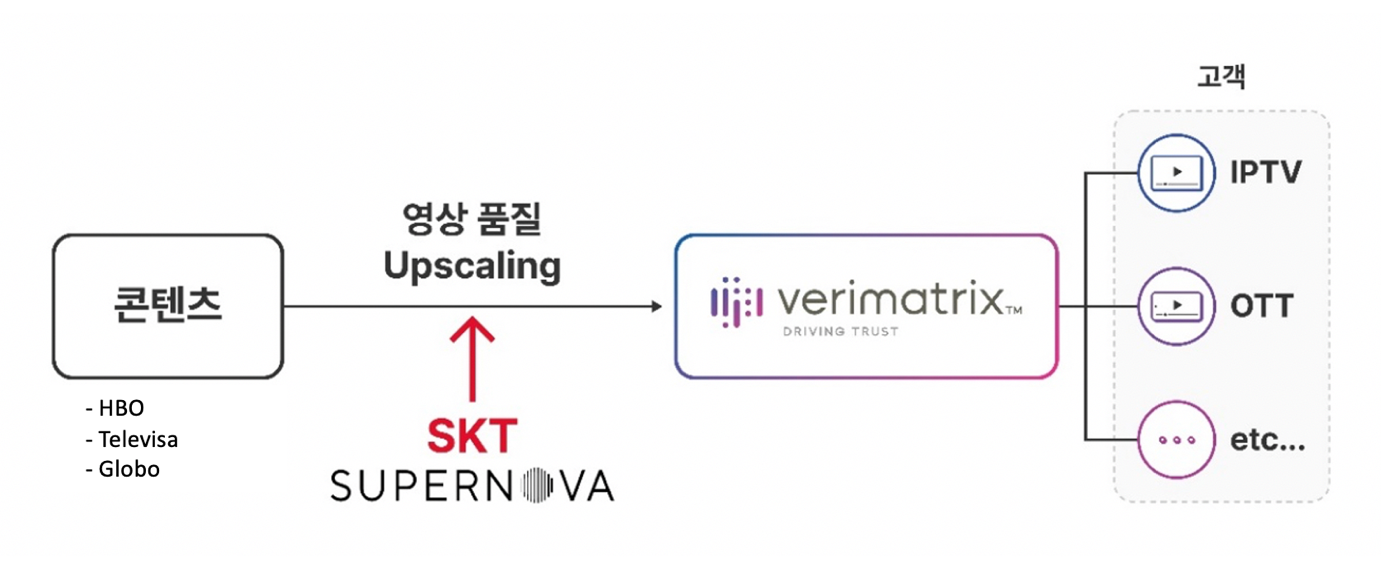 고객
IPTV
영상 품질
Upscaling
콘텐츠
verimatrix™
DRIVING TRUST
OTT
- HBO
- Televisa
- Globo
SKT
SUPERNOVA
etc...